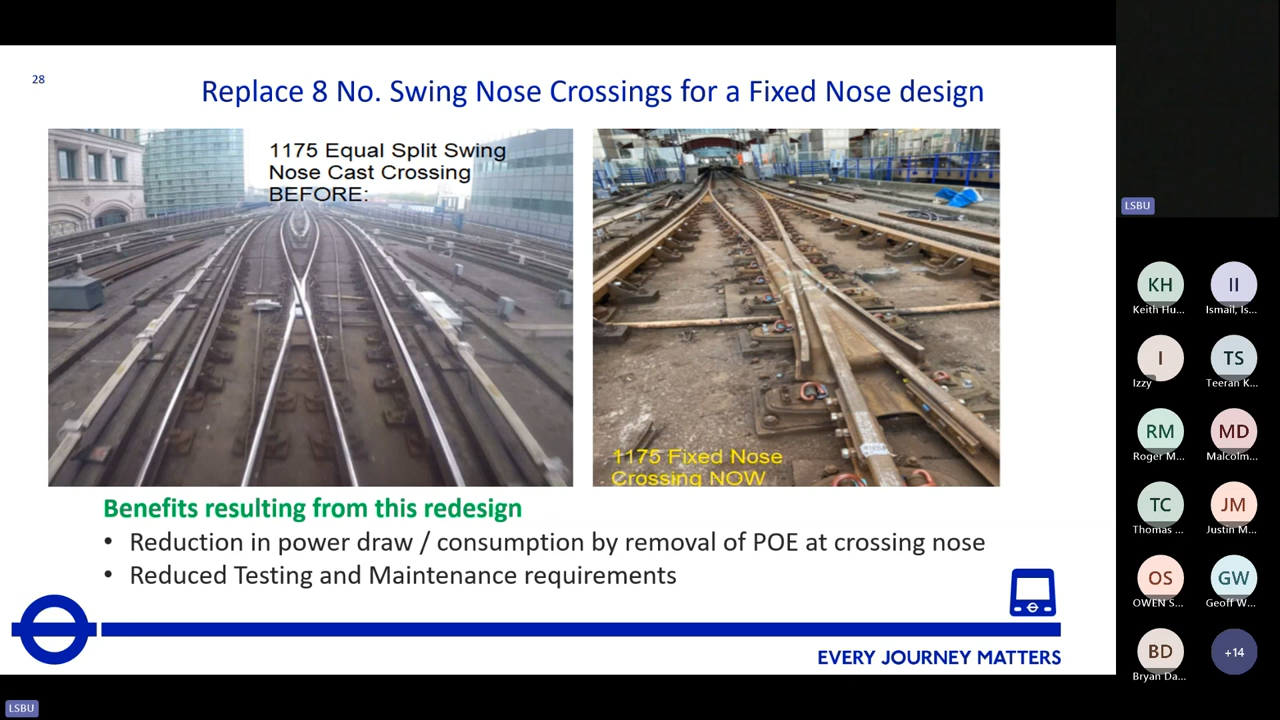 28
Replace 8 No. Swing Nose Crossings for a Fixed Nose design
1175 Equal Split Swing
Nose Cast Crossing
BEFORE:
1175 Fixed Nose
Crossing NOW
Benefits resulting from this redesign
• Reduction in power draw / consumption by removal of POE at crossing nose
• Reduced Testing and Maintenance requirements
EVERY JOURNEY MATTERS
LSBU
LSBU
KH
Keith Hu...
II
Ismail, Is...
I
Izzy
TS
Teeran K...
RM
Roger M...
MD
Malcolm...
TC
Thomas ...
JM
Justin M...
OS
OWEN S...
GW
Geoff W...
BD
Bryan Da...
+14